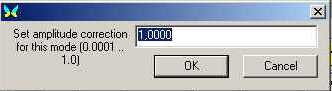 Set amplitude correction
for this mode (0.0001 ..
1.0)
1.0000
OK
Cancel